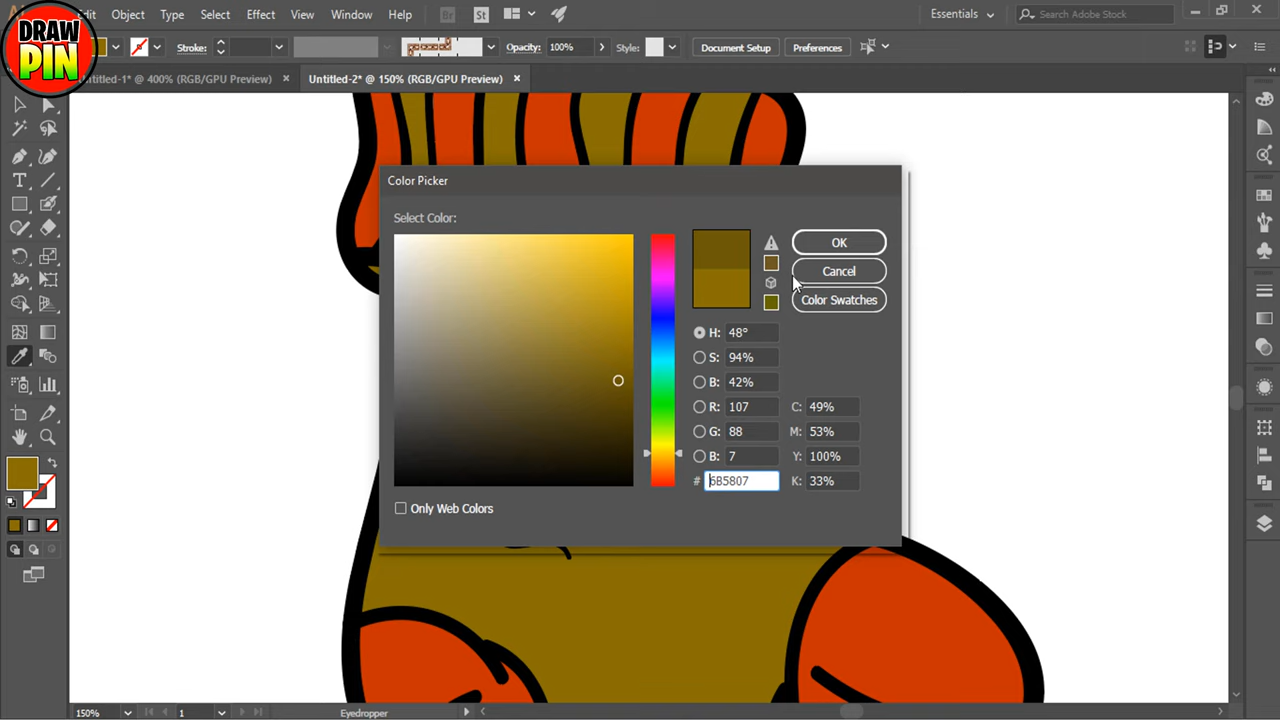 DRAW
PIN
Edit Object Type Select Effect View Window Help Br St Essentials Search Adobe Stock
Stroke: Opacity: 100% Style: Document Setup Preferences
Untitled-1* @ 400% (RGB/GPU Preview) × Untitled-2* @ 150% (RGB/GPU Preview) ×
Color Picker
Select Color:
OK
Cancel
Color Swatches
H: 48°
S: 94%
B: 42%
R: 107 C: 49%
G: 88 M: 53%
B: 7 Y: 100%
# 6B5807 K: 33%
Only Web Colors
150% 1 Eyedropper